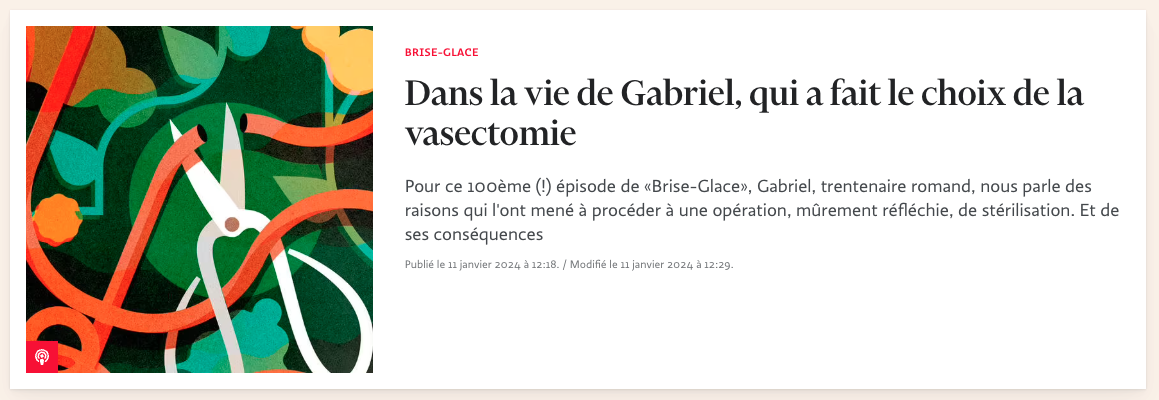 BRISE-GLACE
Dans la vie de Gabriel, qui a fait le choix de la
vasectomie
Pour ce 100ème (!) épisode de «Brise-Glace», Gabriel, trentenaire romand, nous parle des
raisons qui l'ont mené à procéder à une opération, mûrement réfléchie, de stérilisation. Et de
ses conséquences
Publié le 11 janvier 2024 à 12:18. / Modifié le 11 janvier 2024 à 12:29.